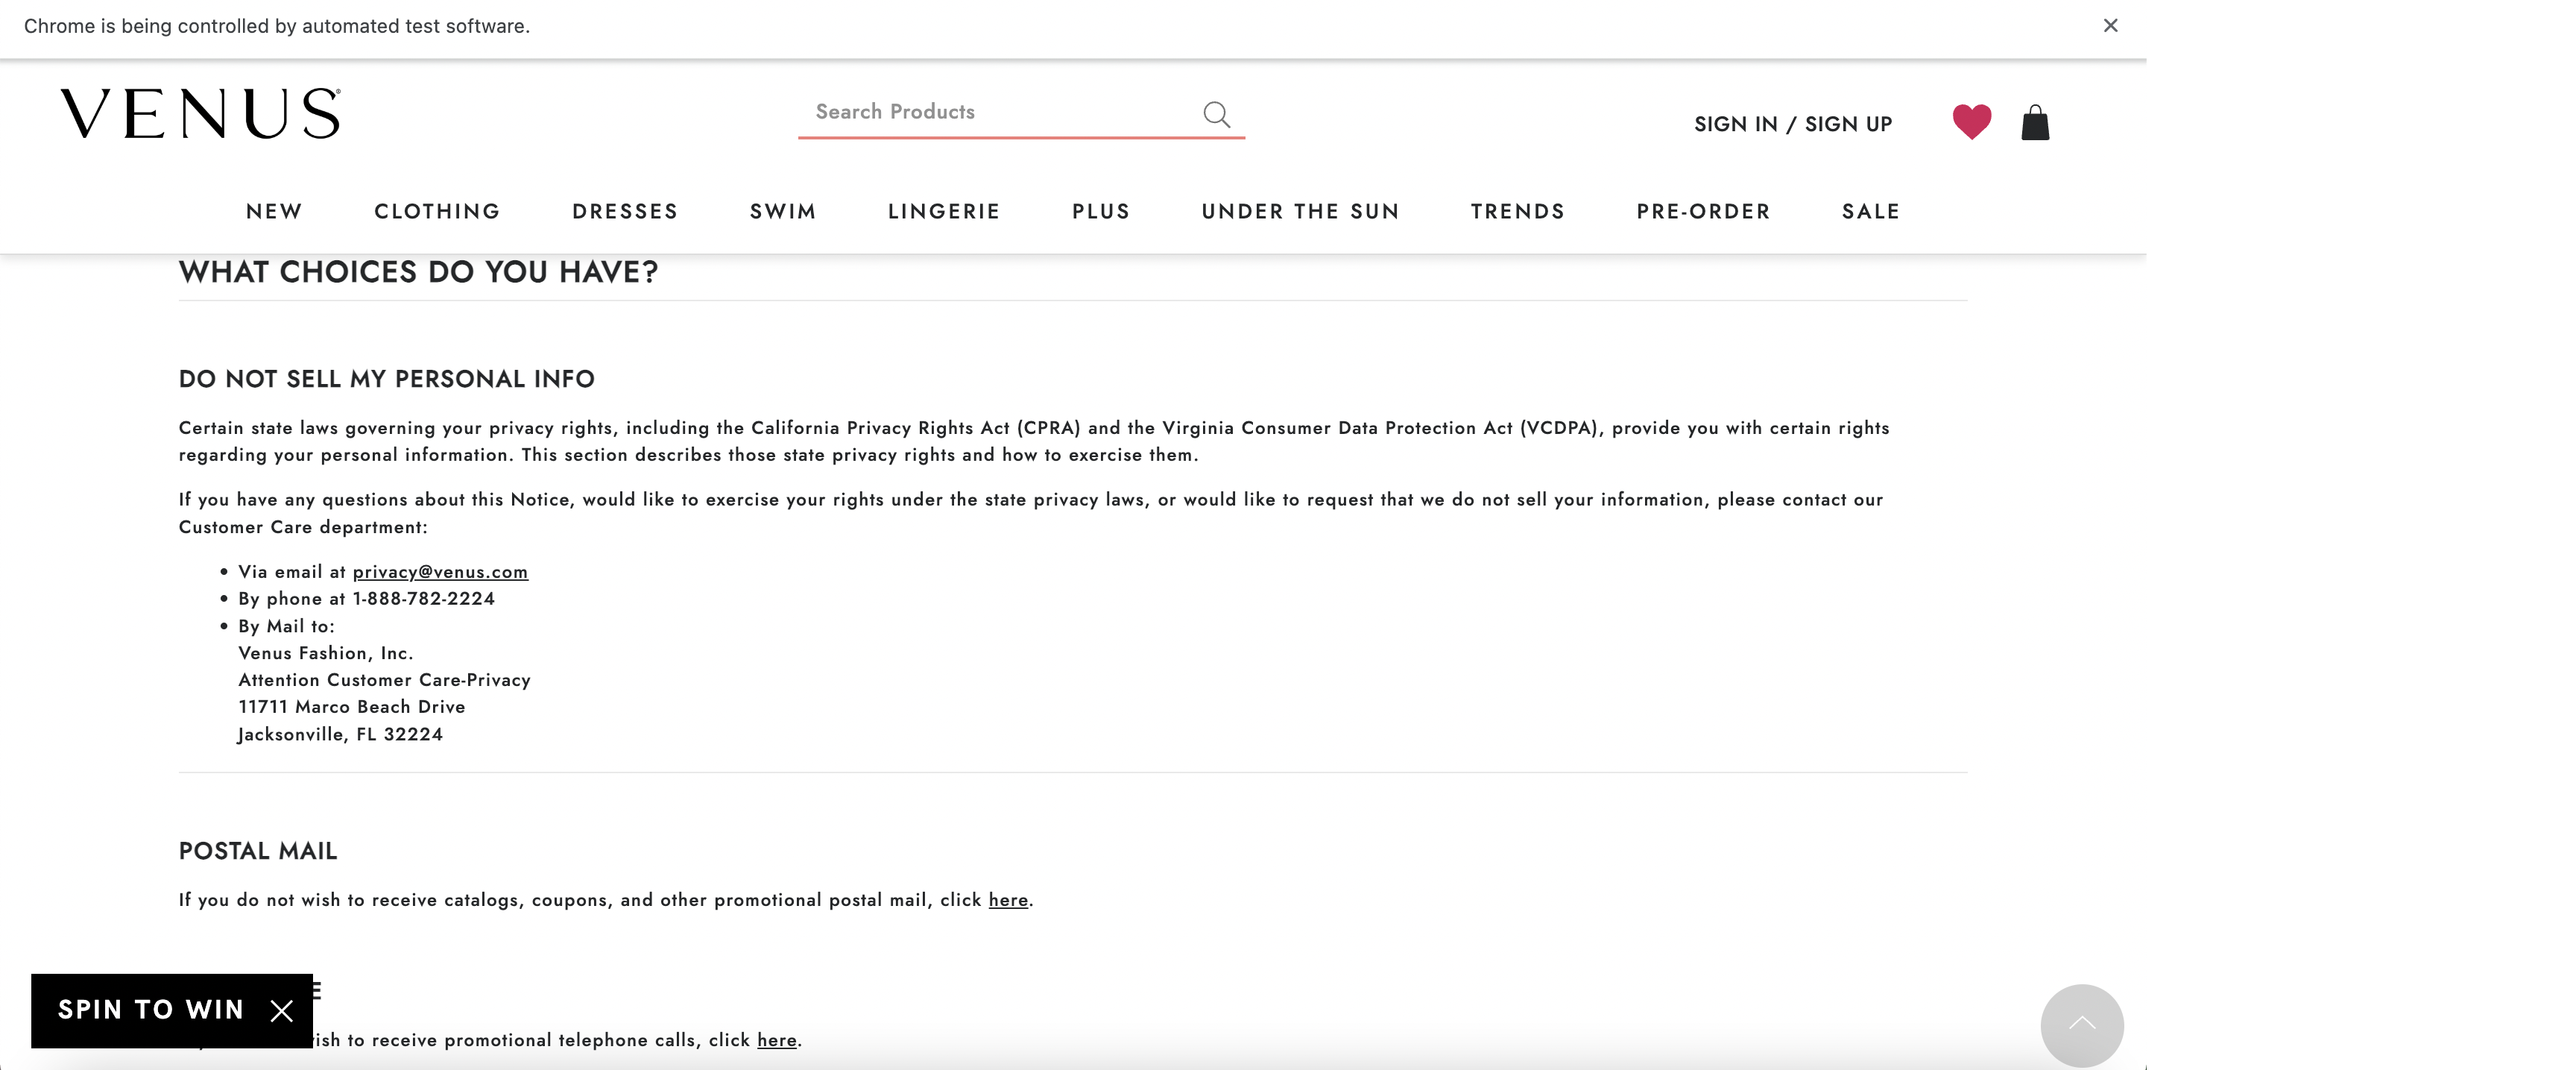 Chrome is being controlled by automated test software.
VENUS®
Search Products
SIGN IN / SIGN UP
NEW CLOTHING DRESSES SWIM LINGERIE PLUS UNDER THE SUN TRENDS PRE-ORDER SALE
WHAT CHOICES DO YOU HAVE?
DO NOT SELL MY PERSONAL INFO
Certain state laws governing your privacy rights, including the California Privacy Rights Act (CPRA) and the Virginia Consumer Data Protection Act (VCDPA), provide you with certain rights
regarding your personal information. This section describes those state privacy rights and how to exercise them.
If you have any questions about this Notice, would like to exercise your rights under the state privacy laws, or would like to request that we do not sell your information, please contact our
Customer Care department:
• Via email at privacy@venus.com
• By phone at 1-888-782-2224
• By Mail to:
Venus Fashion, Inc.
Attention Customer Care-Privacy
11711 Marco Beach Drive
Jacksonville, FL 32224
POSTAL MAIL
If you do not wish to receive catalogs, coupons, and other promotional postal mail, click here.
SPIN TO WIN
to receive promotional telephone calls, click here.